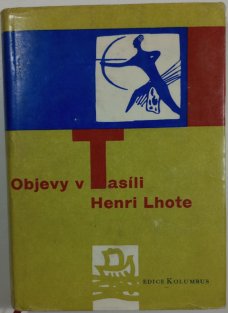 Objevy v Tasíli
Henri Lhote
EDICE KOLUMBUS